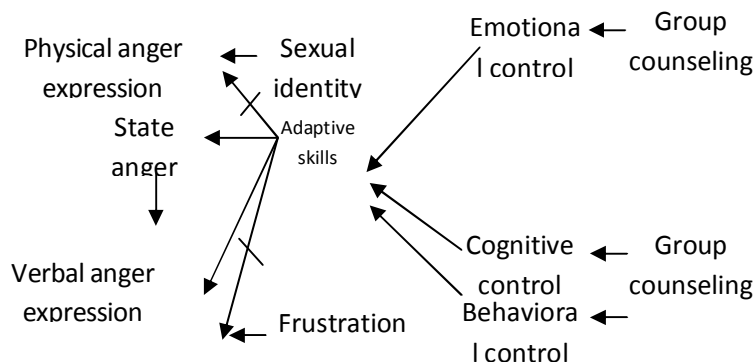 Physical anger
expression
Sexual
identity
Emotiona
l control
Group
counseling
State
anger
Adaptive
skills
Verbal anger
expression
Frustration
Cognitive
control
Group
counseling
Behaviora
l control